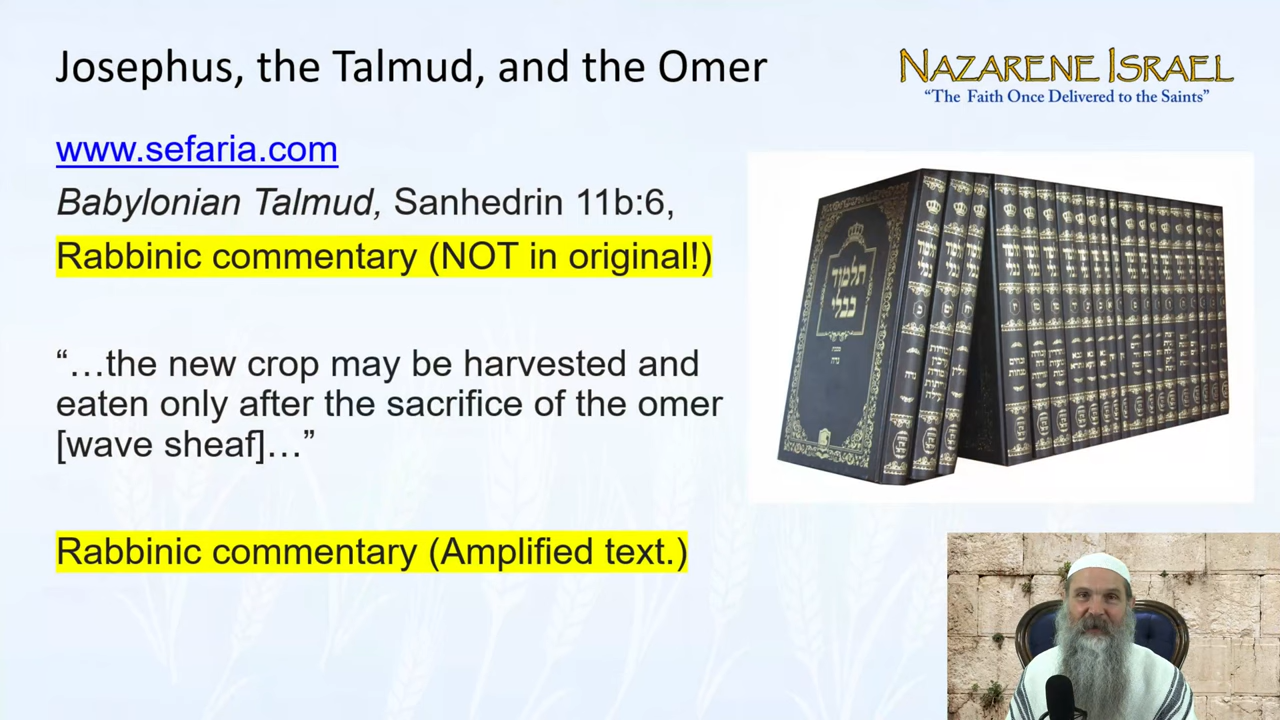 Josephus, the Talmud, and the Omer
NAZARENE ISRAEL
“The Faith Once Delivered to the Saints”
www.sefaria.com
Babylonian Talmud, Sanhedrin 11b:6,
Rabbinic commentary (NOT in original!)
“…the new crop may be harvested and
eaten only after the sacrifice of the omer
[wave sheaf]…”
Rabbinic commentary (Amplified text.)
תלמוד
בבלי